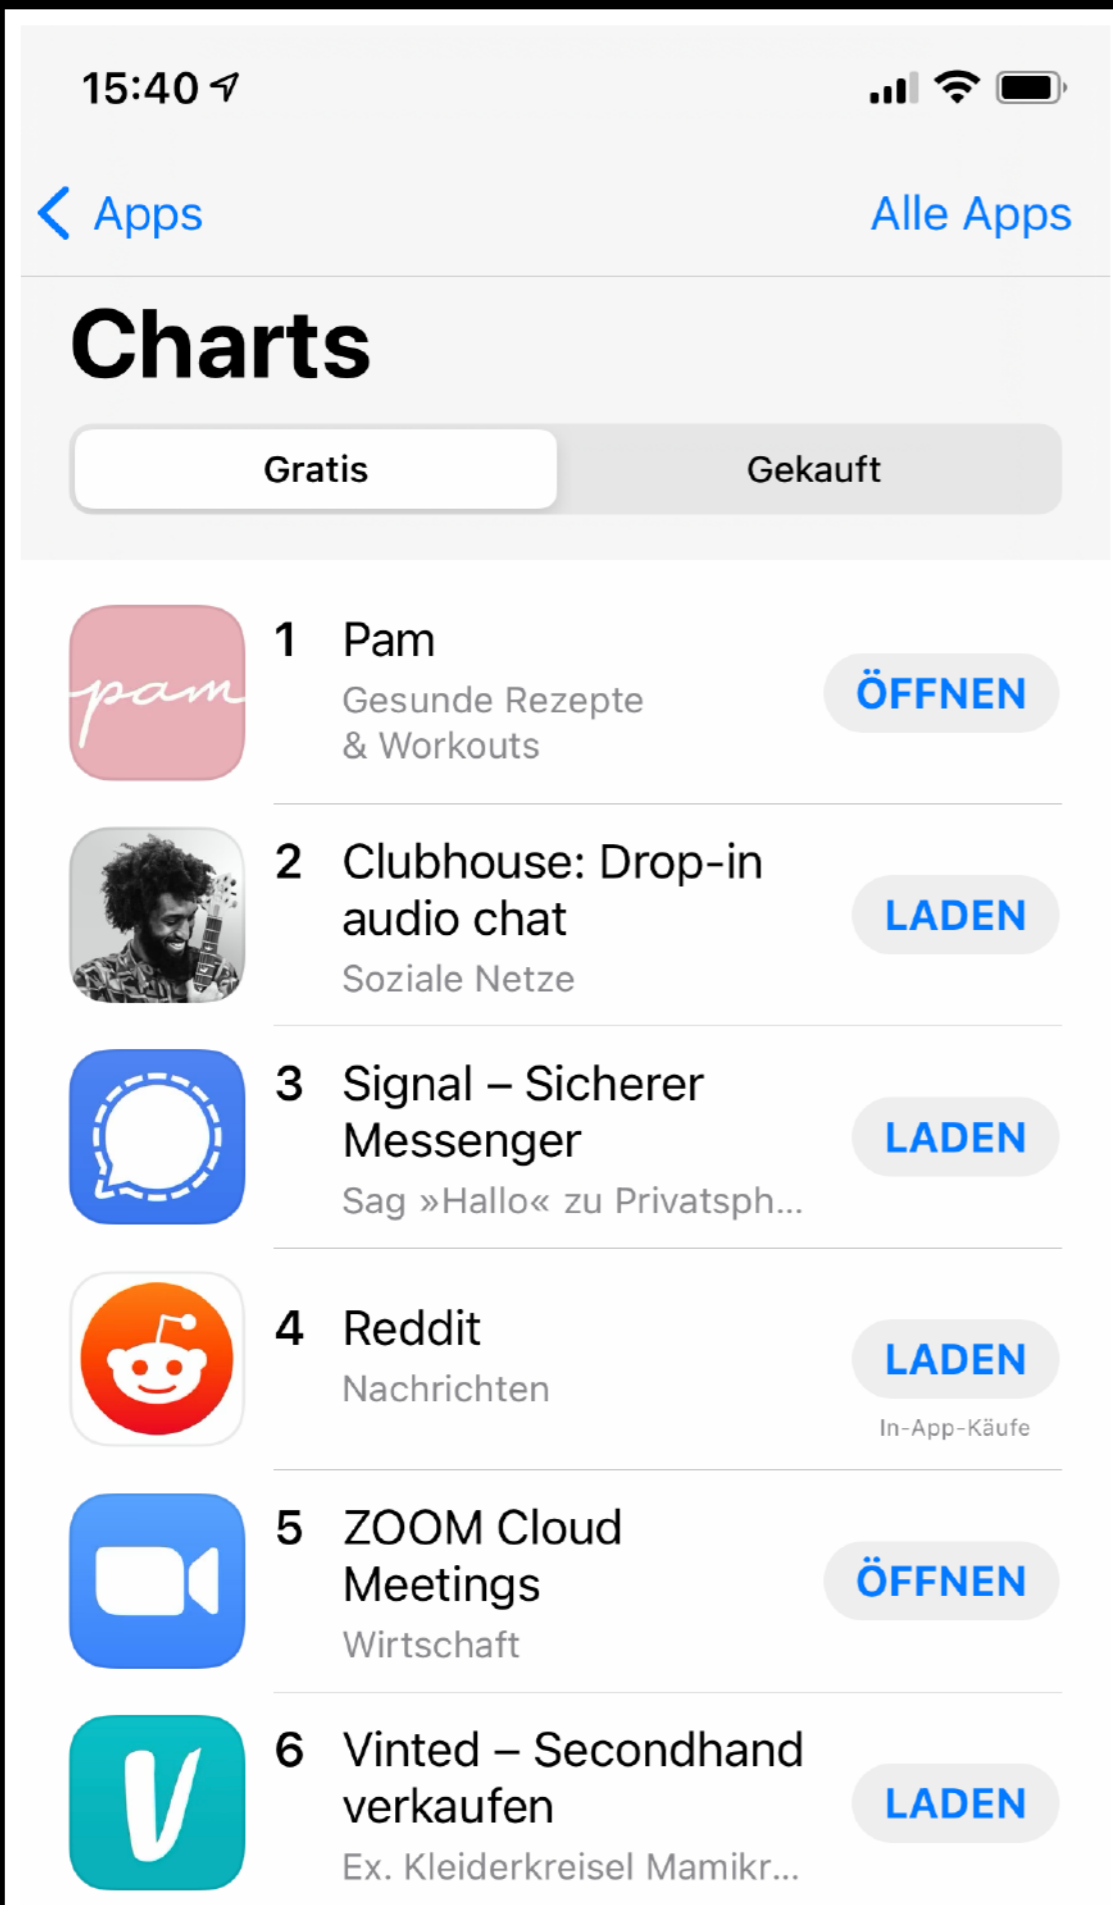 15:40
Apps
Alle Apps
Charts
Gratis
Gekauft
pam
1 Pam
Gesunde Rezepte
& Workouts
ÖFFNEN
2 Clubhouse: Drop-in
audio chat
Soziale Netze
LADEN
3 Signal – Sicherer
Messenger
Sag »Hallo« zu Privatsph...
LADEN
4 Reddit
Nachrichten
LADEN
In-App-Käufe
5 ZOOM Cloud
Meetings
Wirtschaft
ÖFFNEN
V
6 Vinted – Secondhand
verkaufen
Ex. Kleiderkreisel Mamikr...
LADEN